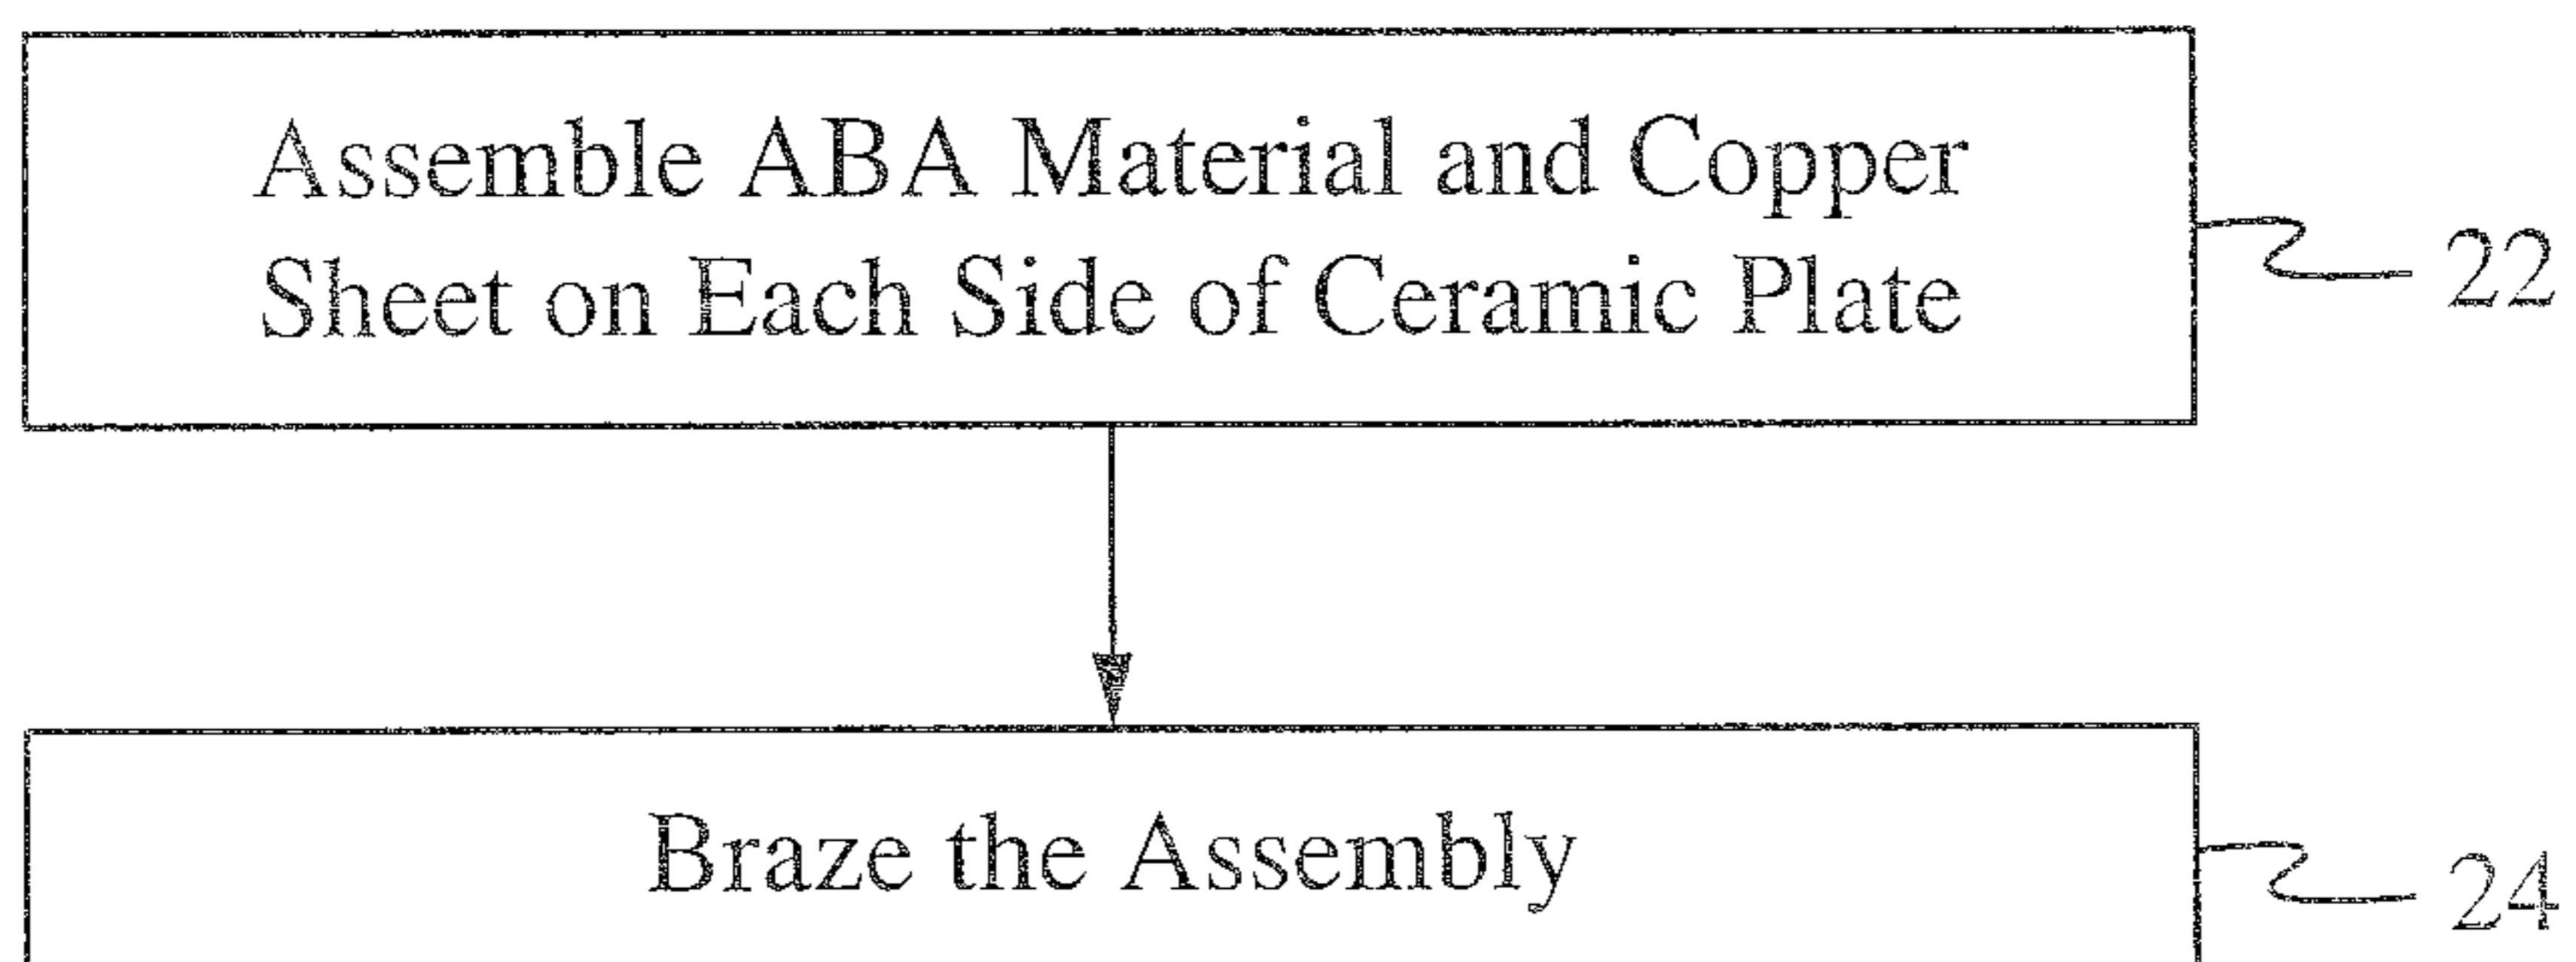 Assemble ABA Material and Copper
Sheet on Each Side of Ceramic Plate
22
Braze the Assembly
24